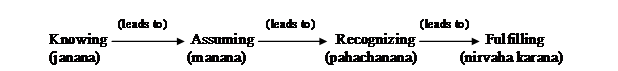 (leads to) (leads to) (leads to)
Knowing Assuming Recognizing Fulfilling
(janana) (manana) (pahachanana) (nirvaha karana)